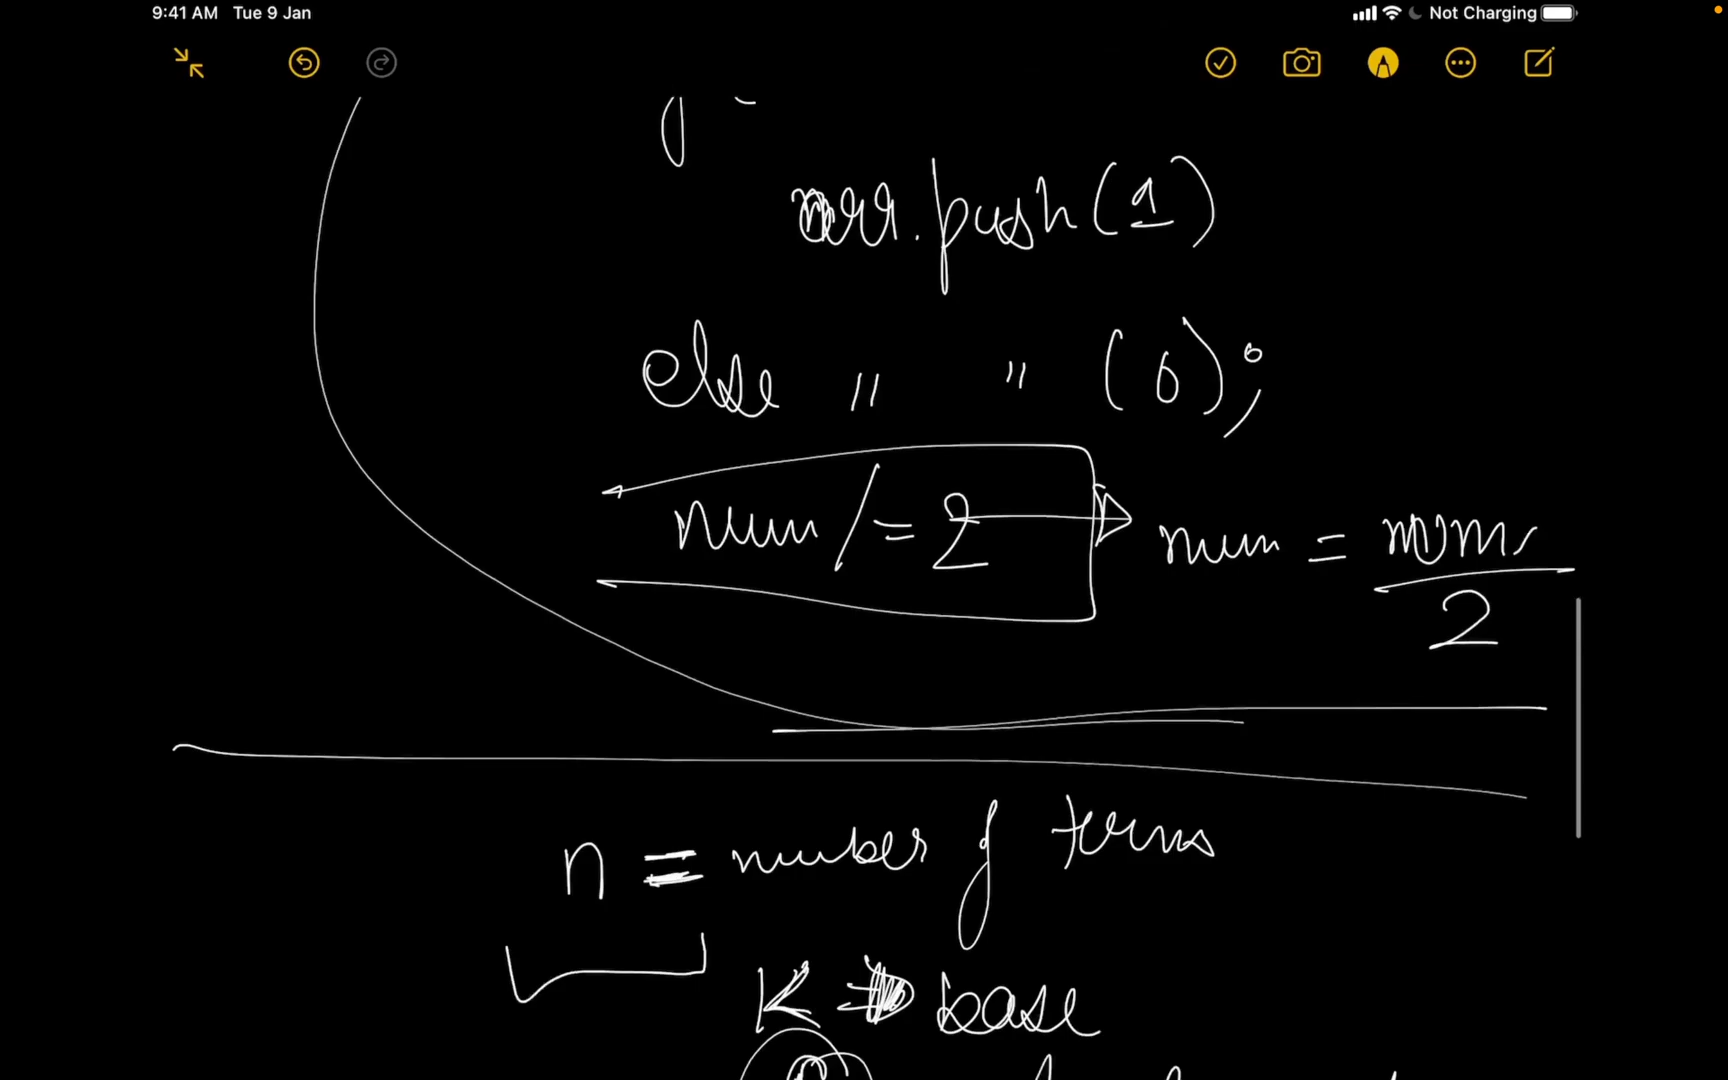 9:41 AM Tue 9 Jan Not Charging
arr.push(1)
else " " (0);
num /= 2 num = num
2
n = number of terms
K base